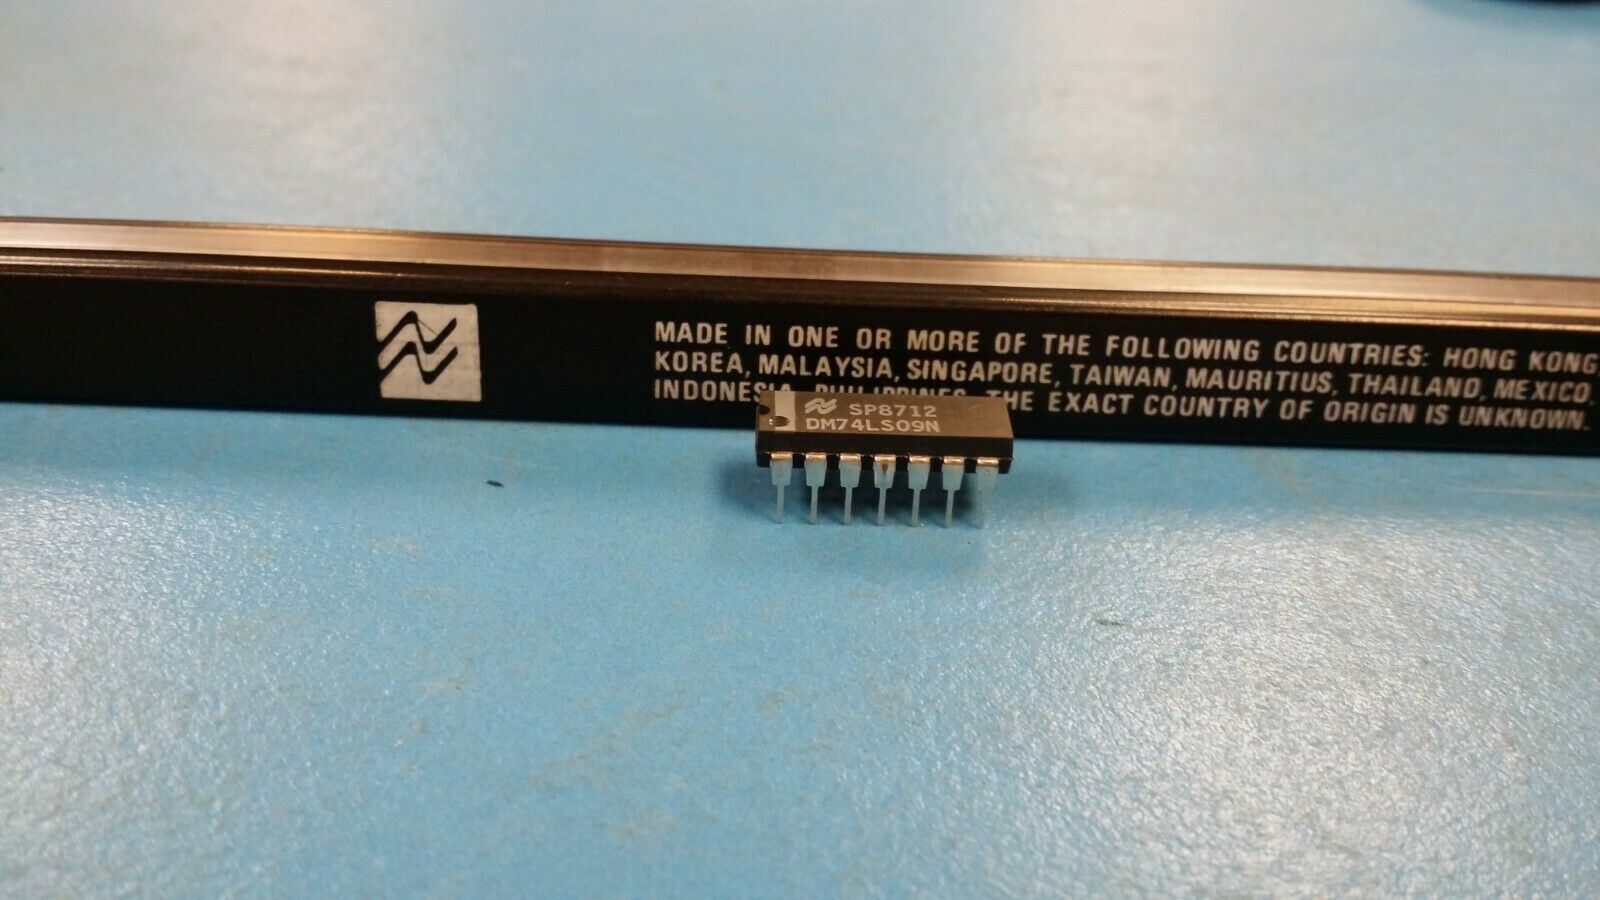 MADE IN ONE OR MORE OF THE FOLLOWING COUNTRIES: HONG KONG,
KOREA, MALAYSIA, SINGAPORE, TAIWAN, MAURITIUS, THAILAND, MEXICO,
INDONESIA, PHILIPPINES. THE EXACT COUNTRY OF ORIGIN IS UNKNOWN.
SP8712
DM74LS09N